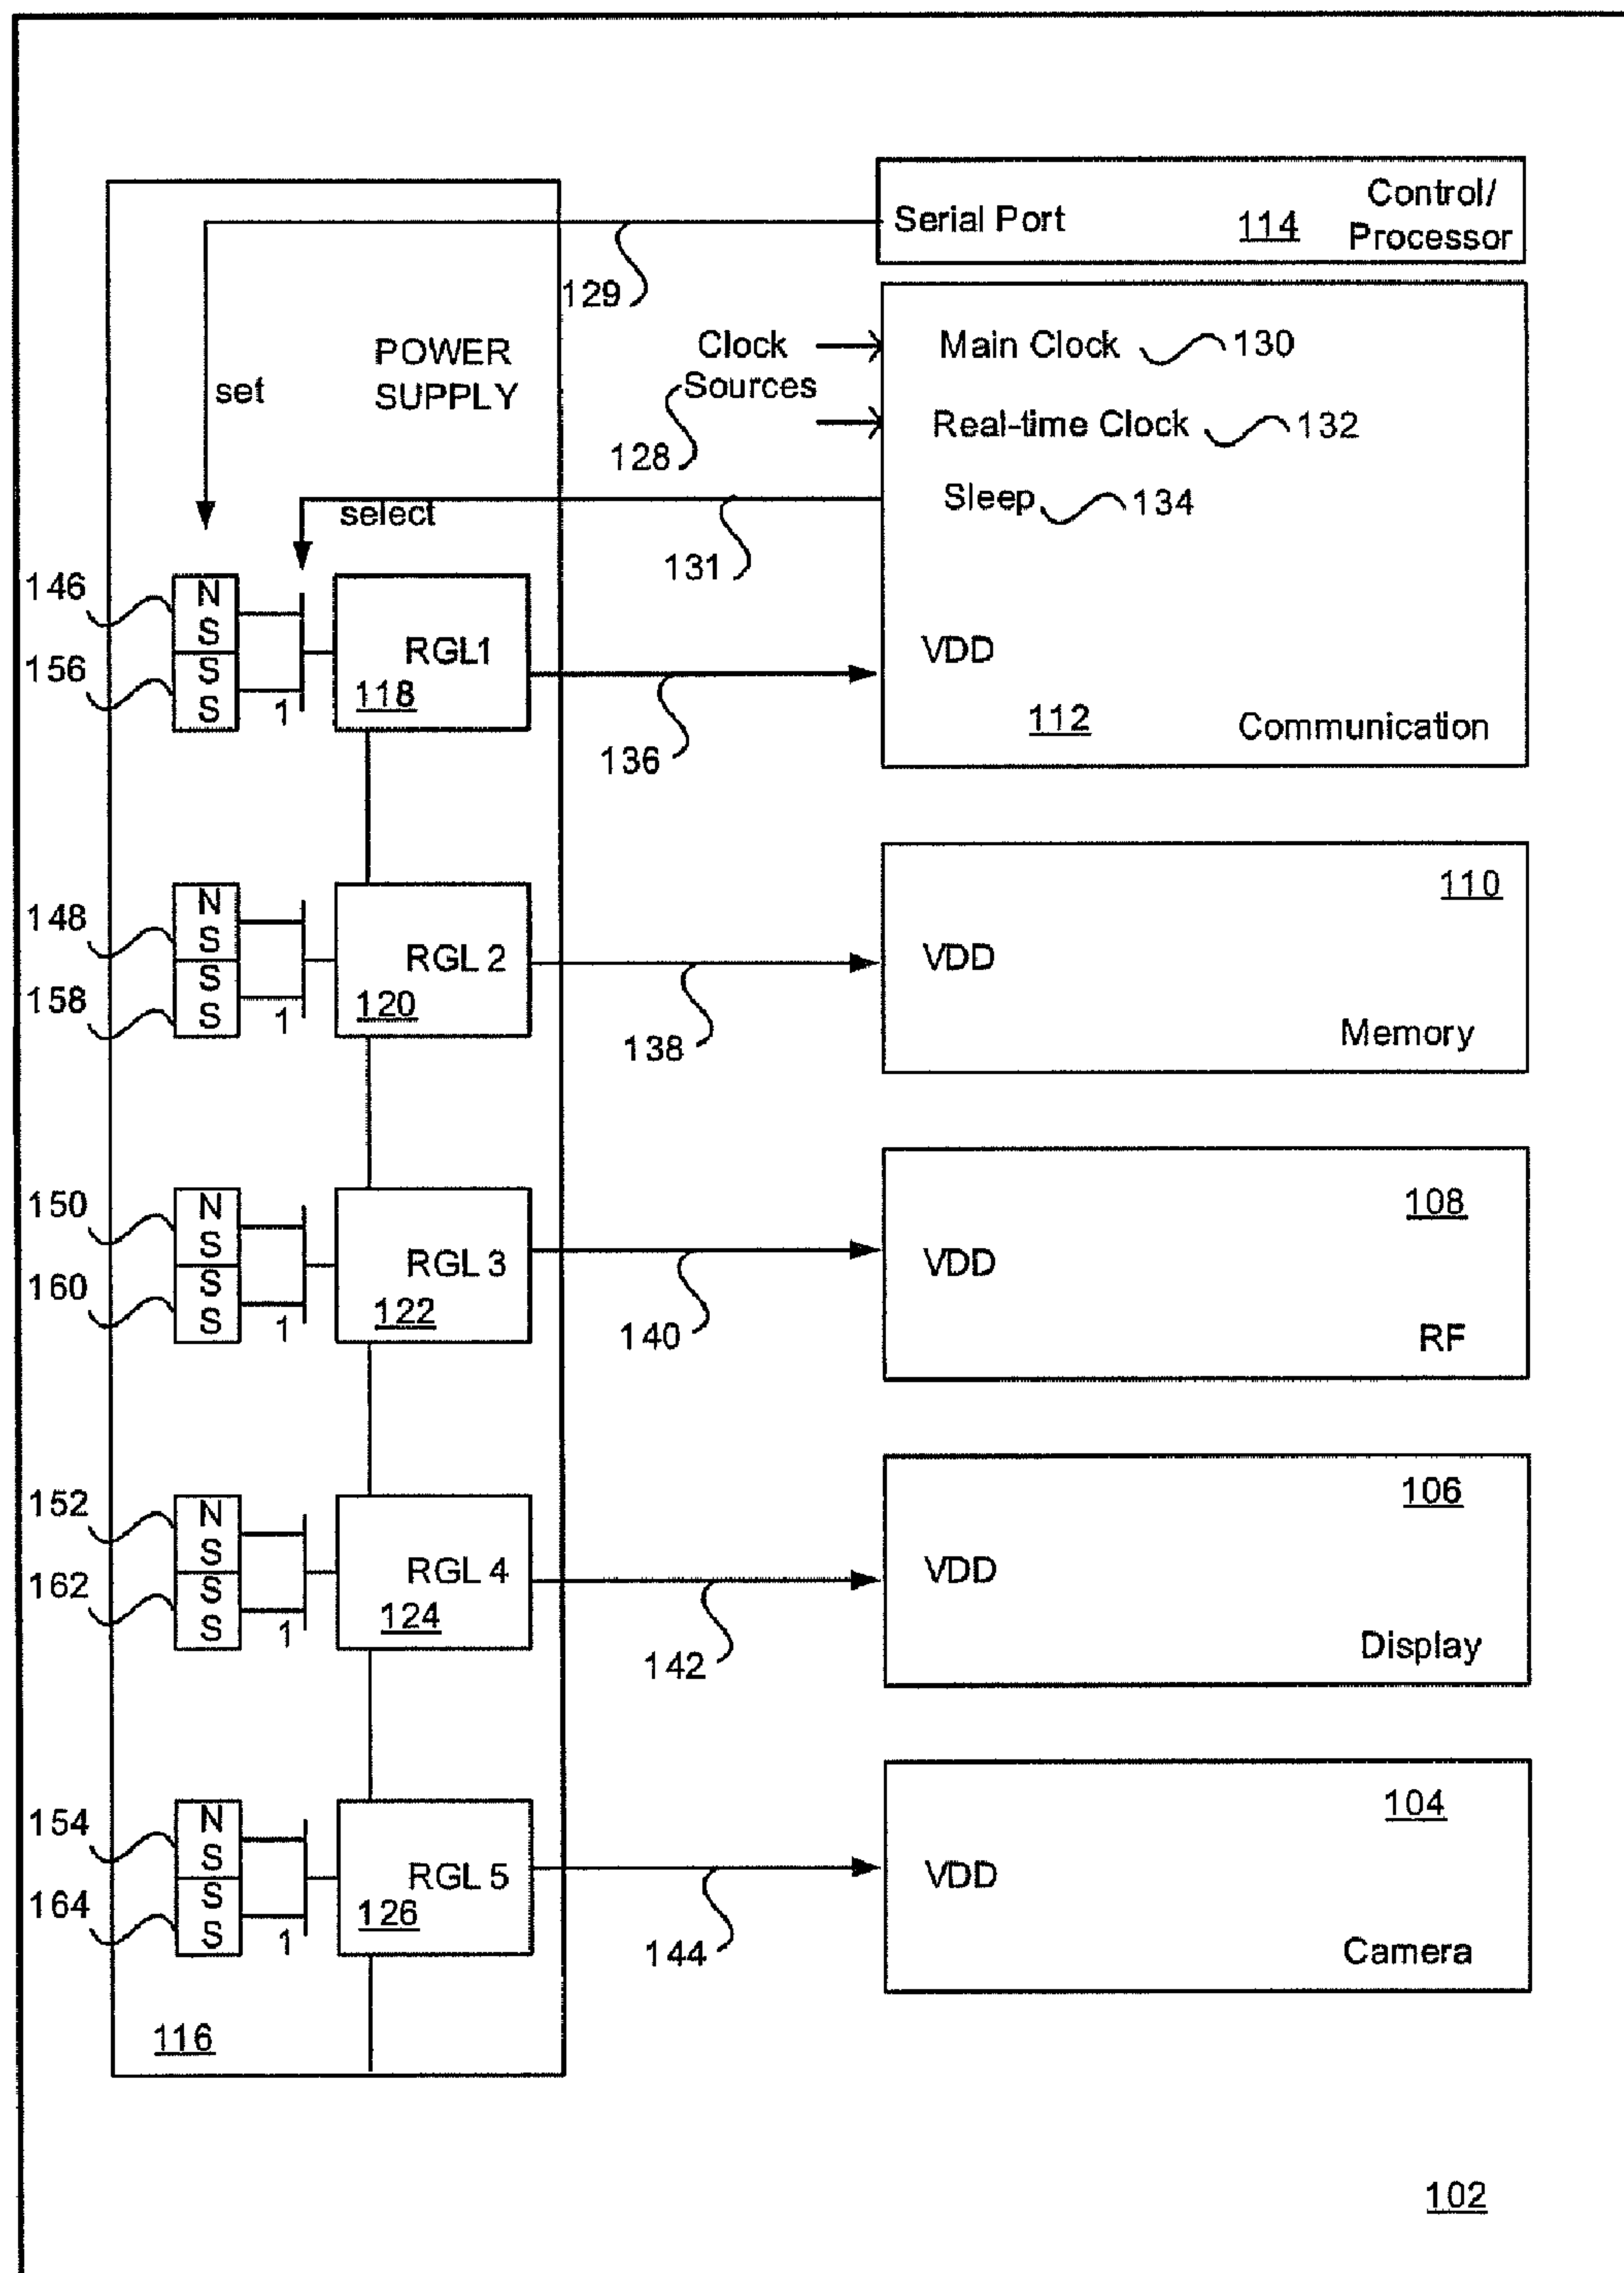 Serial Port 114 Control/
Processor
129
POWER
SUPPLY
set
Clock
Sources
128
Main Clock 130
Real-time Clock 132
Sleep 134
select
131
146
156
N
S
S
S
1
RGL1
118
136
VDD
112 Communication
148
158
N
S
S
S
1
RGL 2
120
138
VDD
110
Memory
150
160
N
S
S
S
1
RGL 3
122
140
VDD
108
RF
152
162
N
S
S
S
1
RGL 4
124
142
VDD
106
Display
154
164
N
S
S
S
1
RGL 5
126
144
VDD
104
Camera
116
102